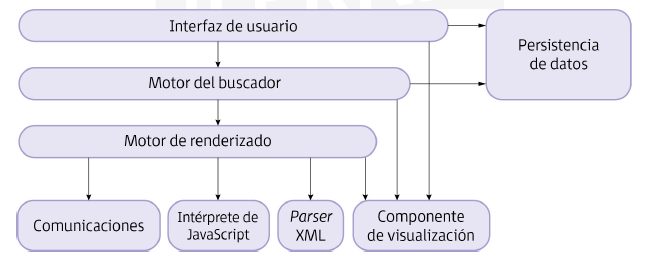 Interfaz de usuario
Persistencia
de datos
Motor del buscador
Motor de renderizado
Comunicaciones
Intérprete de
JavaScript
Parser
XML
Componente
de visualización